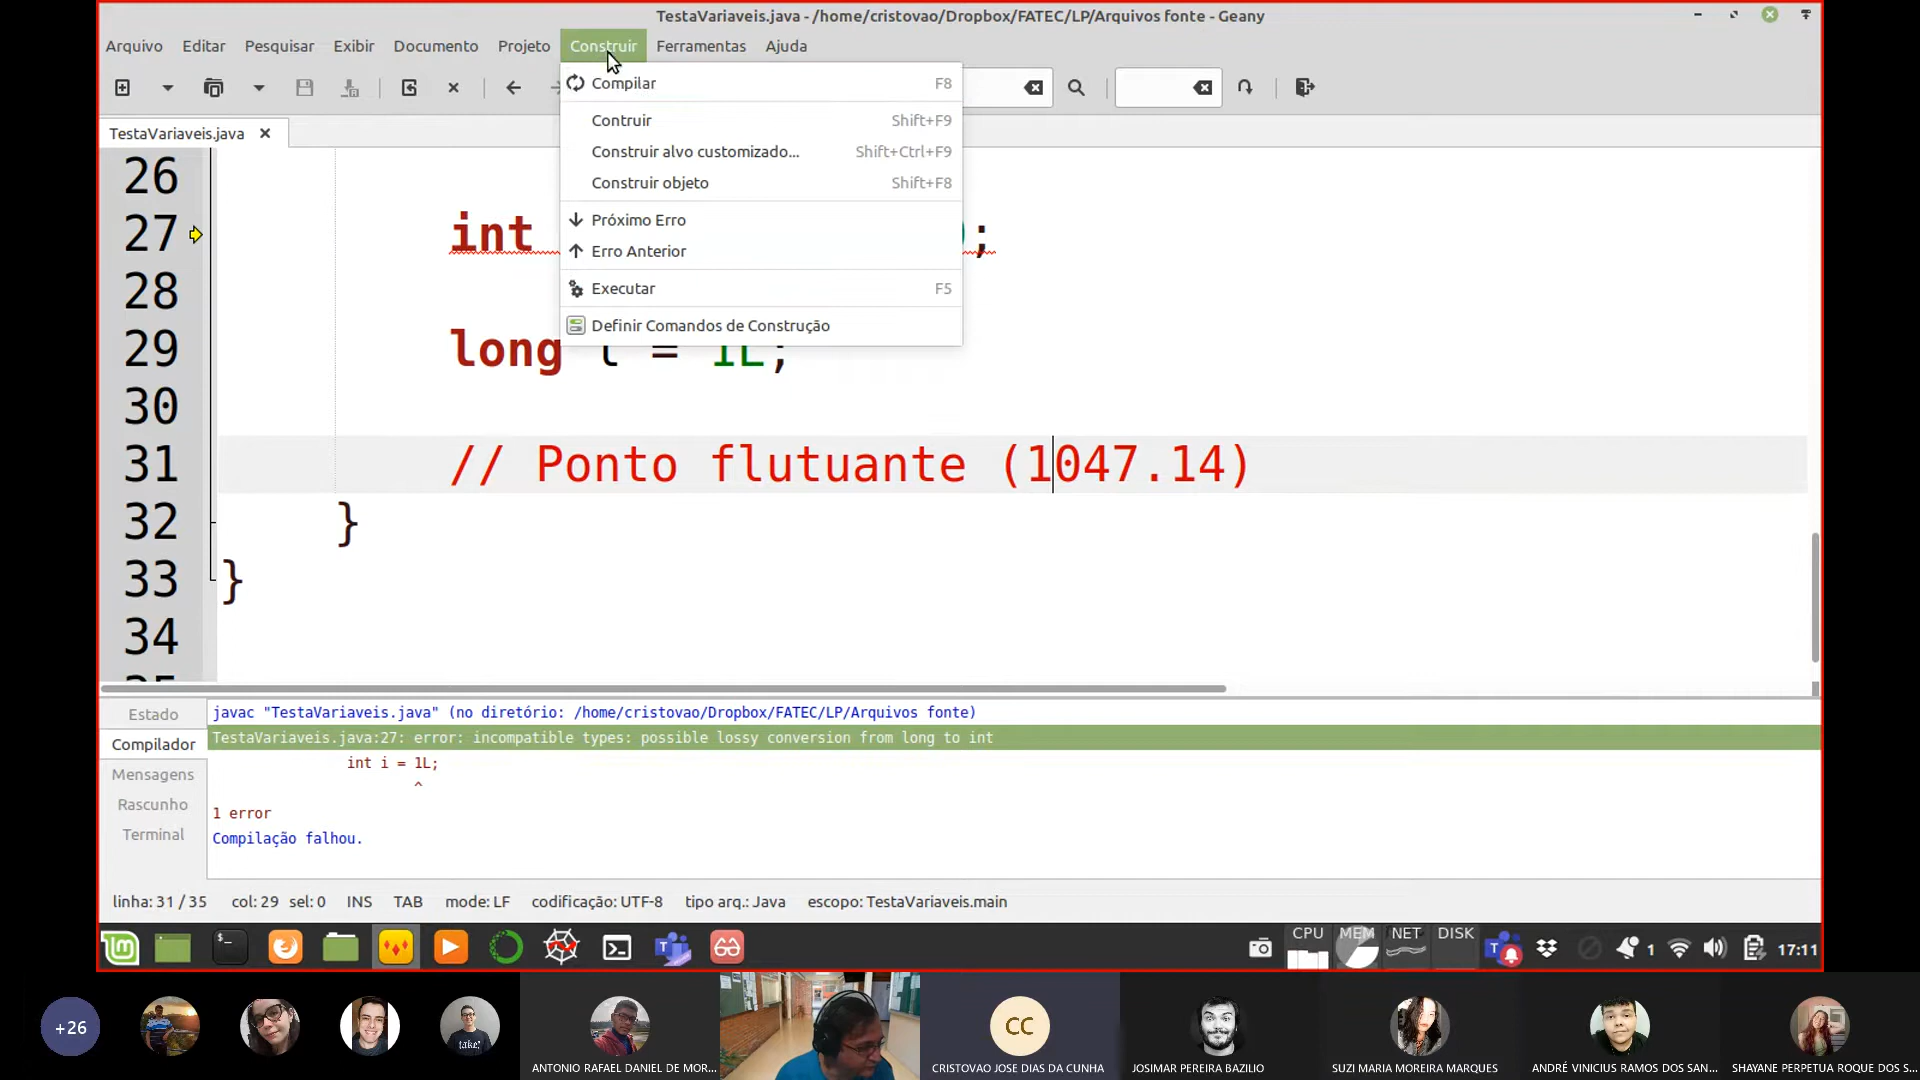 TestaVariaveis.java - /home/cristovao/Dropbox/FATEC/LP/Arquivos fonte - Geany
Arquivo Editar Pesquisar Exibir Documento Projeto Construir Ferramentas Ajuda
Compilar F8
Contruir Shift+F9
Construir alvo customizado... Shift+Ctrl+F9
Construir objeto Shift+F8
Próximo Erro
Erro Anterior
Executar F5
Definir Comandos de Construção
TestaVariaveis.java
26
27 int ;
28
29 long l = 1L;
30
31 // Ponto flutuante (1047.14)
32 }
33 }
34
Estado
Compilador
Mensagens
Rascunho
Terminal
javac "TestaVariaveis.java" (no diretório: /home/cristovao/Dropbox/FATEC/LP/Arquivos fonte)
TestaVariaveis.java:27: error: incompatible types: possible lossy conversion from long to int
int i = 1L;
^
1 error
Compilação falhou.
linha: 31 / 35 col: 29 sel: 0 INS TAB mode: LF codificação: UTF-8 tipo arq.: Java escopo: TestaVariaveis.main
CPU MEM NET DISK 1 17:11
+26
take!
CC
ANTONIO RAFAEL DANIEL DE MOR...
CRISTOVAO JOSE DIAS DA CUNHA
JOSIMAR PEREIRA BAZILIO
SUZI MARIA MOREIRA MARQUES
ANDRÉ VINICIUS RAMOS DOS SAN...
SHAYANE PERPETUA ROQUE DOS S...